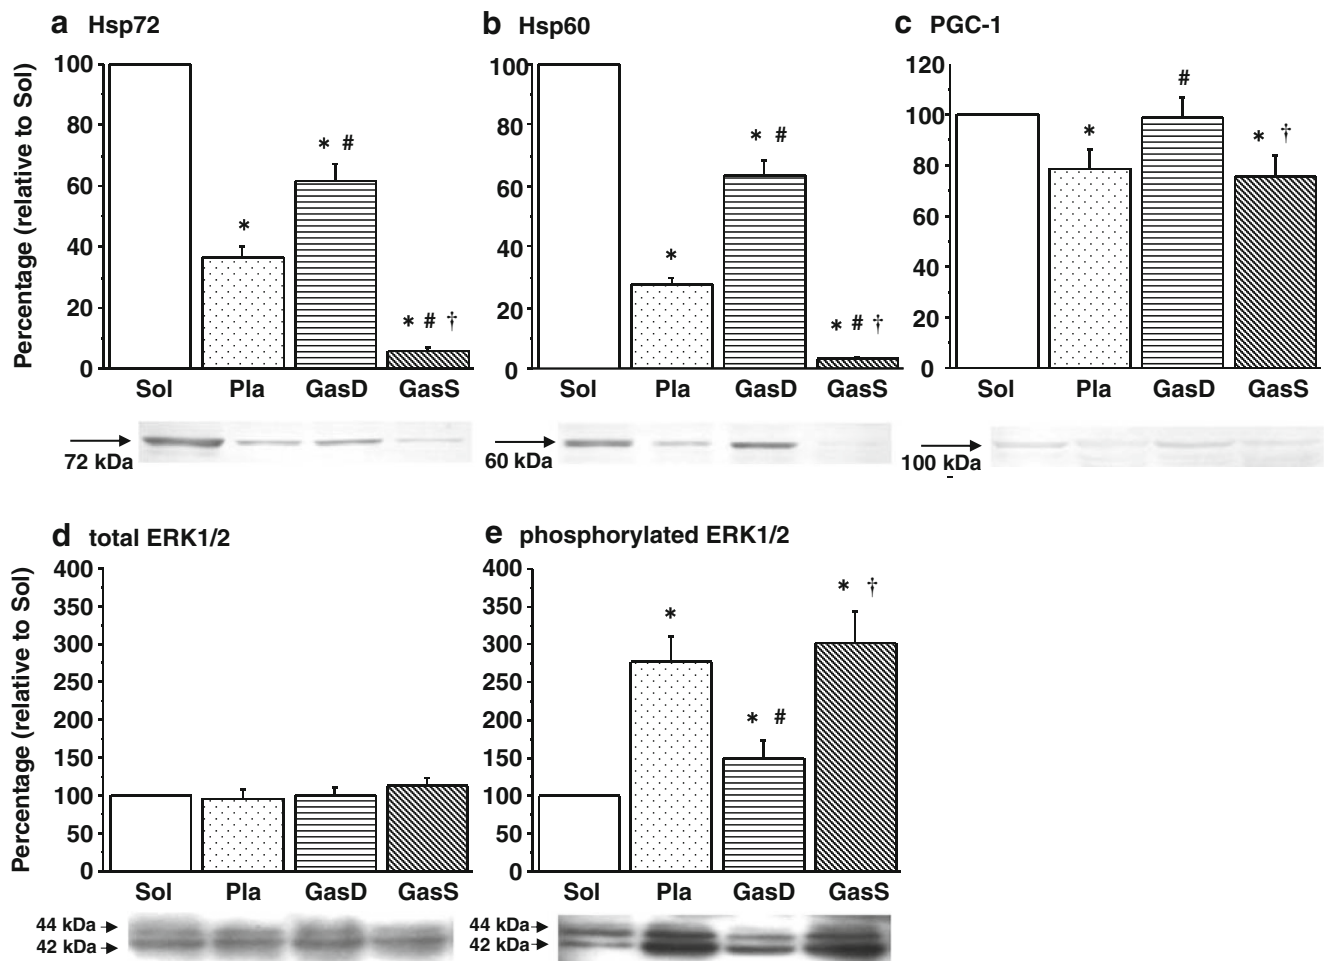 a Hsp72
Percentage (relative to Sol)
100
80
60
40
20
0
*
* #
* # †
Sol Pla GasD GasS
72 kDa
b Hsp60
100
80
60
40
20
0
*
* #
* # †
Sol Pla GasD GasS
60 kDa
c PGC-1
120
100
80
60
40
20
0
*
#
* †
Sol Pla GasD GasS
100 kDa
d total ERK1/2
Percentage (relative to Sol)
400
350
300
250
200
150
100
50
0
Sol Pla GasD GasS
44 kDa
42 kDa
e phosphorylated ERK1/2
400
350
300
250
200
150
100
50
0
*
* #
* †
Sol Pla GasD GasS
44 kDa
42 kDa